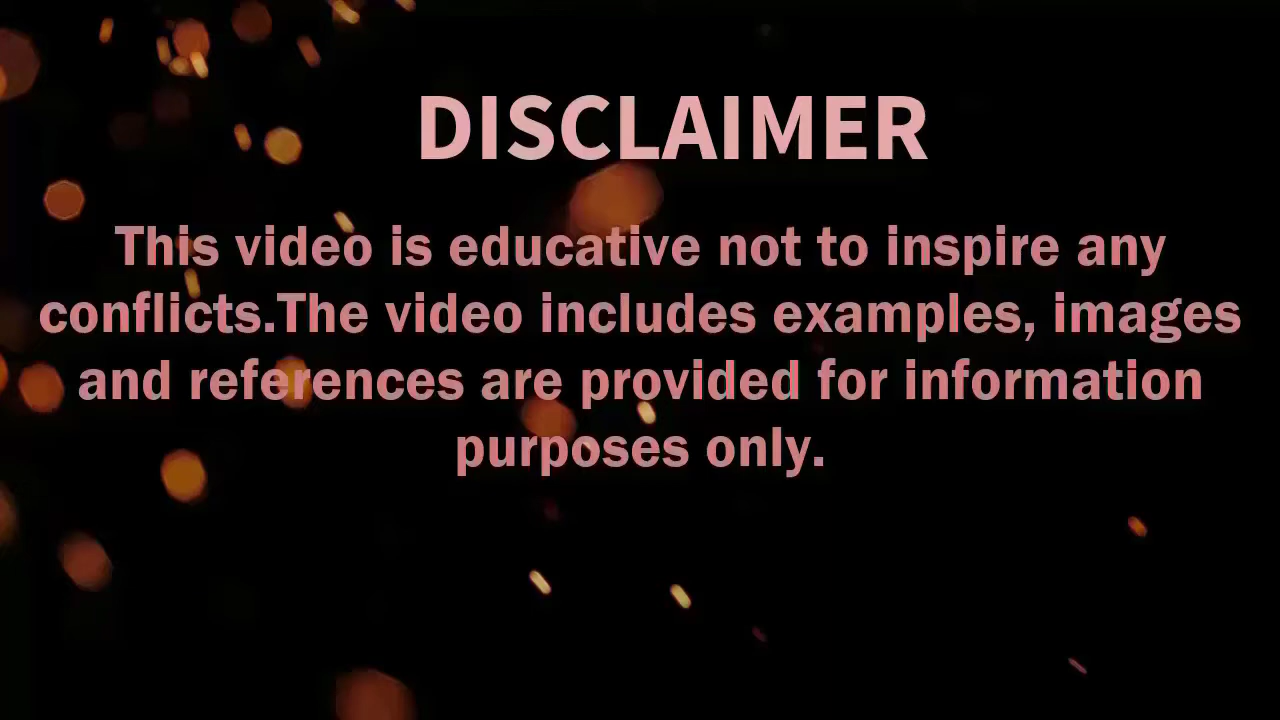 DISCLAIMER
This video is educative not to inspire any
conflicts.The video includes examples, images
and references are provided for information
purposes only.